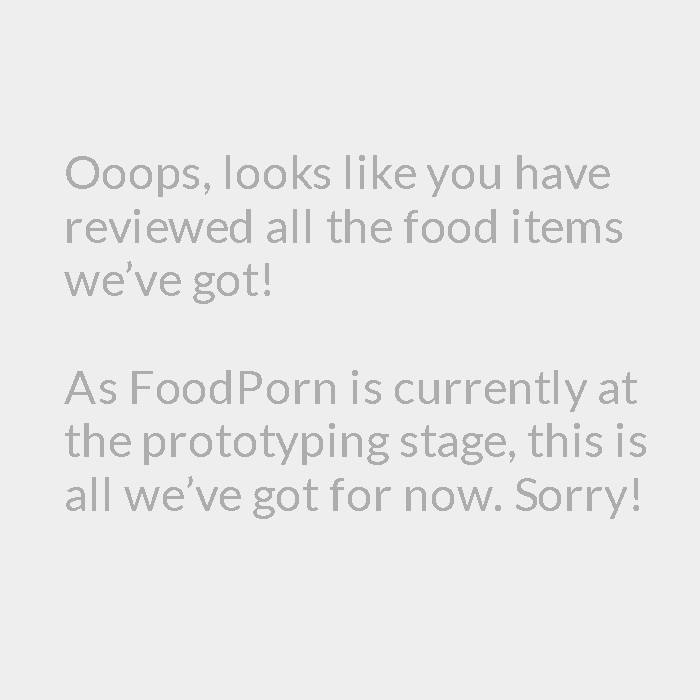 Ooops, looks like you have
reviewed all the food items
we’ve got!
As FoodPorn is currently at
the prototyping stage, this is
all we’ve got for now. Sorry!